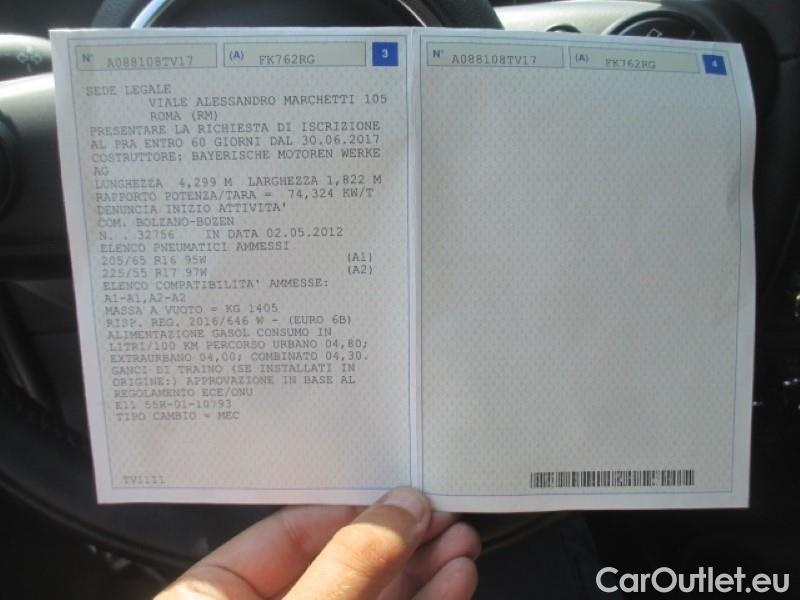 N° A088108TV17 (A) FK762RG 3
SEDE LEGALE
VIALE ALESSANDRO MARCHETTI 105
ROMA (RM)
PRESENTARE LA RICHIESTA DI ISCRIZIONE
AL PRA ENTRO 60 GIORNI DAL 30.06.2017
COSTRUTTORE: BAYERISCHE MOTOREN WERKE
AG
LUNGHEZZA 4,299 M LARGHEZZA 1,822 M
RAPPORTO POTENZA/TARA = 74,324 KW/T
DENUNCIA INIZIO ATTIVITA'
COM. BOLZANO-BOZEN
N. . 32756 IN DATA 02.05.2012
ELENCO PNEUMATICI AMMESSI
205/65 R16 95W (A1)
225/55 R17 97W (A2)
ELENCO COMPATIBILITA' AMMESSE:
A1-A1,A2-A2
MASSA A VUOTO = KG 1405
RISP. REG. 2016/646 W - (EURO 6B)
ALIMENTAZIONE GASOL CONSUMO IN
LITRI/100 KM PERCORSO URBANO 04,80;
EXTRAURBANO 04,00; COMBINATO 04,30.
GANCI DI TRAINO (SE INSTALLATI IN
ORIGINE:) APPROVAZIONE IN BASE AL
REGOLAMENTO ECE/ONU
E11 55R-01-10793
TIPO CAMBIO = MEC
TV1111
N° A088108TV17 (A) FK762RG 4
CarOutlet.eu